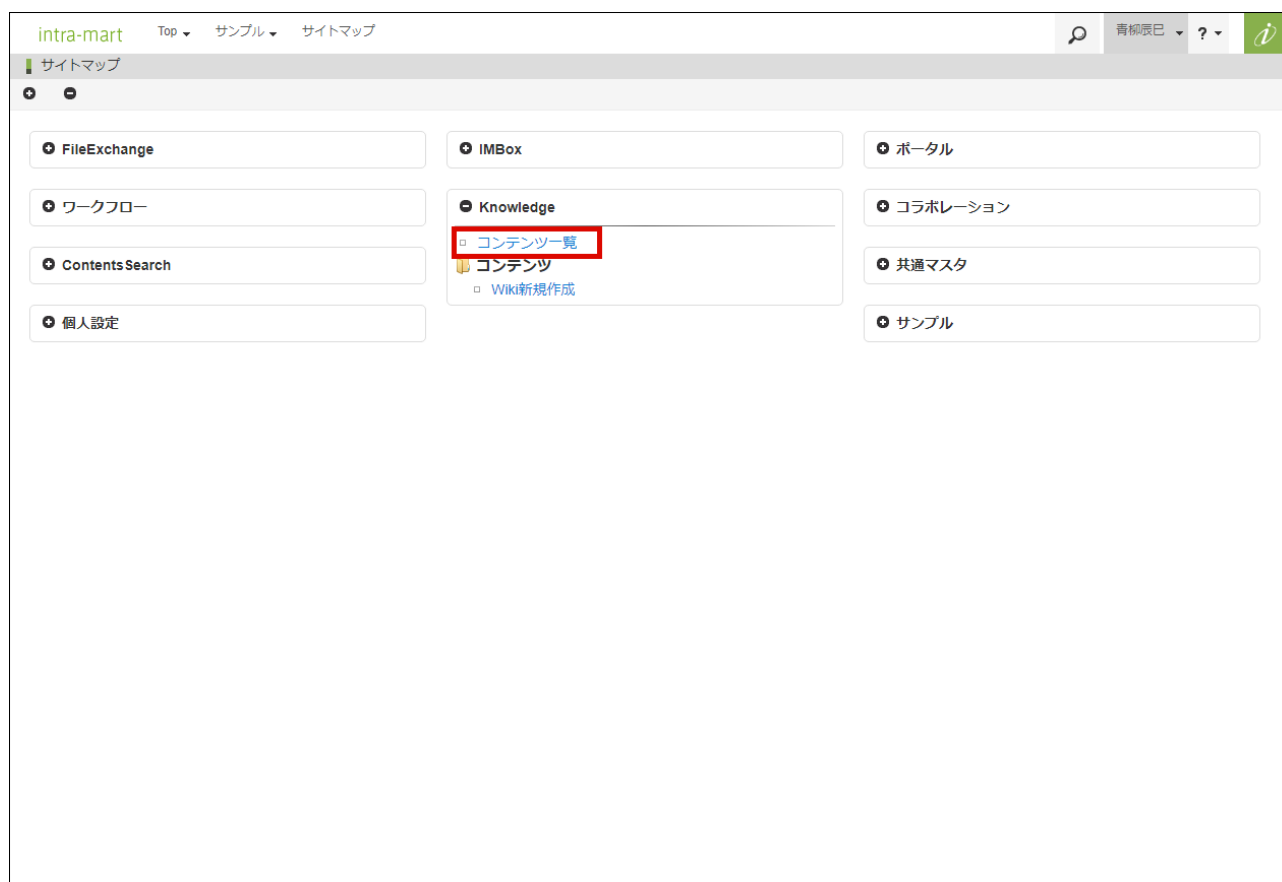 intra-mart Top サンプル サイトマップ 青柳辰巳 ?
サイトマップ
FileExchange
IMBox
ポータル
ワークフロー
Knowledge
コラボレーション
コンテンツ一覧
ContentsSearch
コンテンツ
共通マスタ
Wiki新規作成
個人設定
サンプル